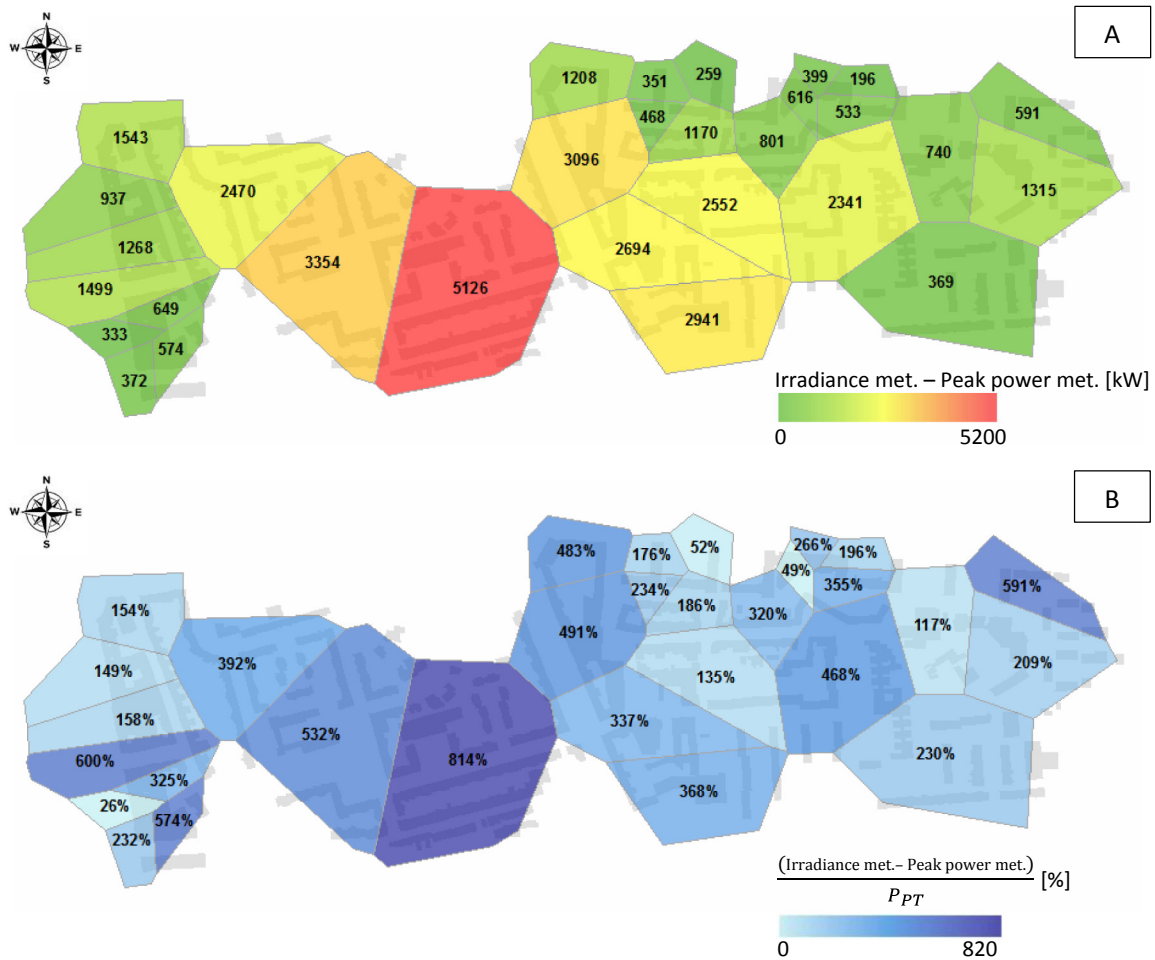 N
W E
S
A
1208 351 259 399 196
616
468 1170 801 533 591
1543 740
3096
937 2470 2552 2341 1315
1268 2694
3354
1499 5126 369
649
333 2941
574
372
Irradiance met. – Peak power met. [kW]
0 5200
N
W E
S
B
483% 176% 52% 266% 196%
49%
234% 186% 320% 355% 591%
154% 117%
491%
149% 392% 135% 468% 209%
158% 337%
532%
600% 814% 230%
325%
26% 368%
574%
232%
(Irradiance met.– Peak power met.)
P_PT [%]
0 820